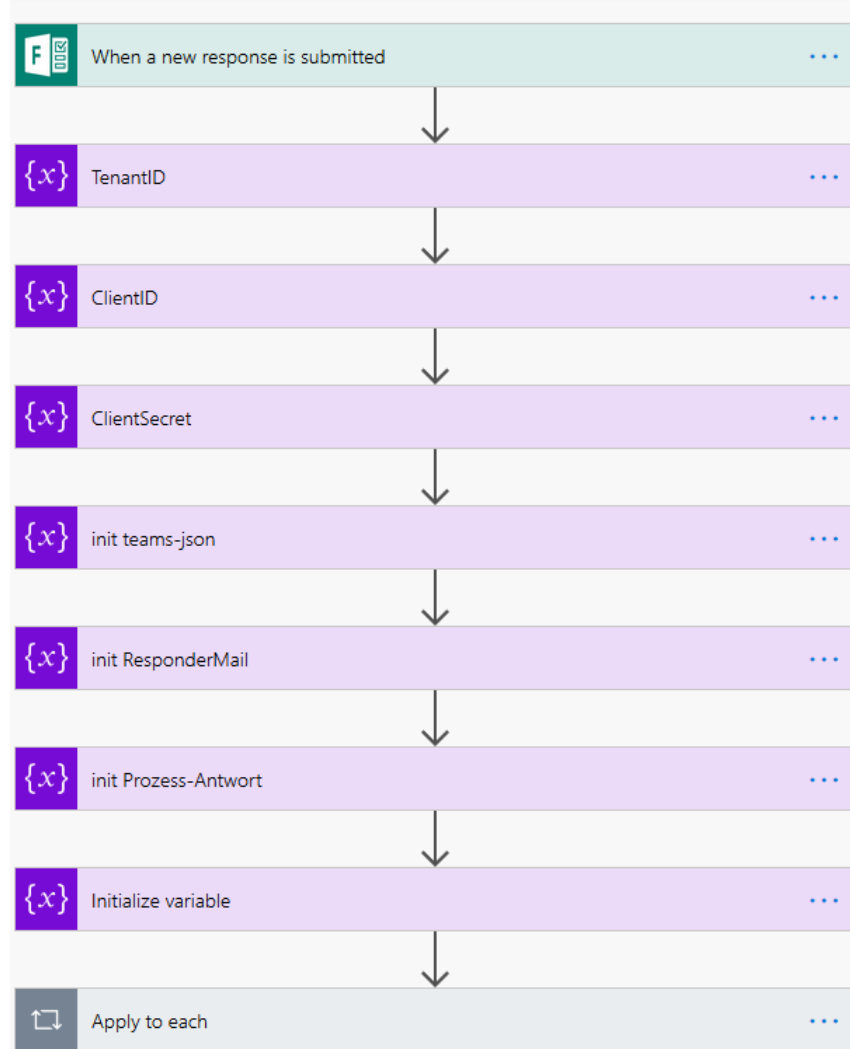 F
When a new response is submitted
...
{x}
TenantID
...
{x}
ClientID
...
{x}
ClientSecret
...
{x}
init teams-json
...
{x}
init ResponderMail
...
{x}
init Prozess-Antwort
...
{x}
Initialize variable
...
Apply to each
...